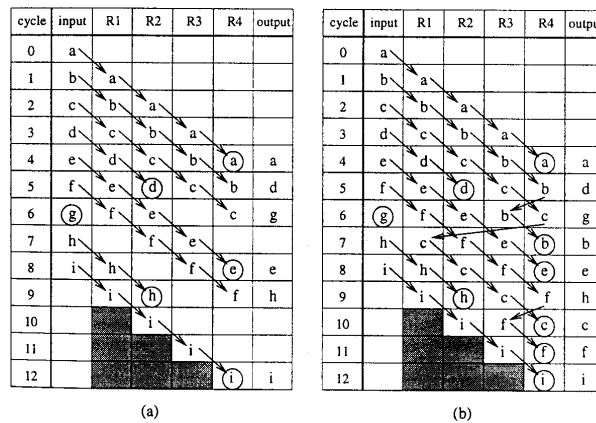 cycle input R1 R2 R3 R4 output
0 a
1 b a
2 c b a
3 d c b a
4 e d c b a a
5 f e d c b d
6 g f e c g
7 h f e
8 i h f e e
9 i h f h
10 i
11 i
12 i i
(a)
cycle input R1 R2 R3 R4 output
0 a
1 b a
2 c b a
3 d c b a
4 e d c b a a
5 f e d c b d
6 g f e b c g
7 h c f e b b
8 i h c f e e
9 i h c f h
10 i f c c
11 i f f
12 i i
(b)